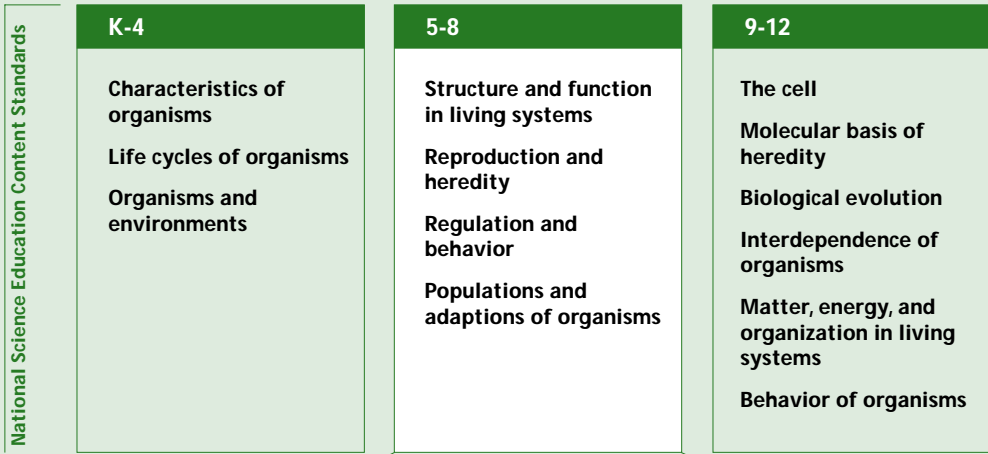 National Science Education Content Standards
K-4
Characteristics of
organisms
Life cycles of organisms
Organisms and
environments
5-8
Structure and function
in living systems
Reproduction and
heredity
Regulation and
behavior
Populations and
adaptions of organisms
9-12
The cell
Molecular basis of
heredity
Biological evolution
Interdependence of
organisms
Matter, energy, and
organization in living
systems
Behavior of organisms